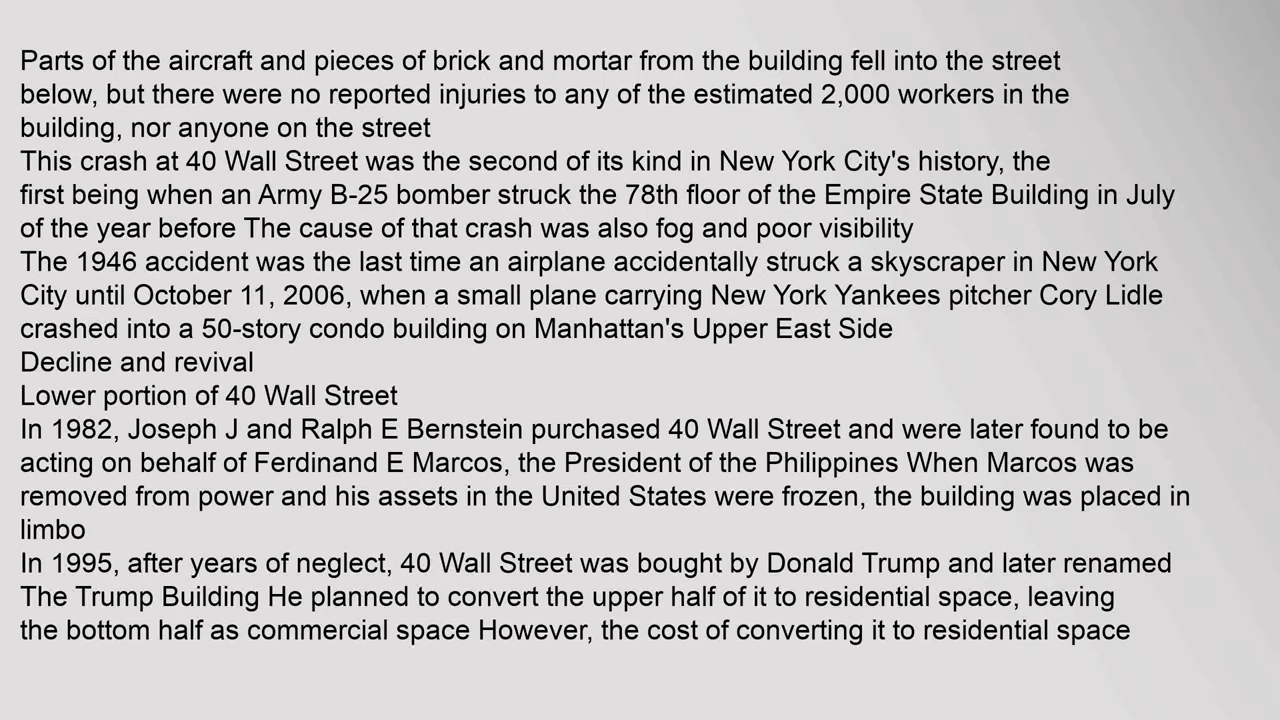 Parts of the aircraft and pieces of brick and mortar from the building fell into the street
below, but there were no reported injuries to any of the estimated 2,000 workers in the
building, nor anyone on the street
This crash at 40 Wall Street was the second of its kind in New York City's history, the
first being when an Army B-25 bomber struck the 78th floor of the Empire State Building in July
of the year before The cause of that crash was also fog and poor visibility
The 1946 accident was the last time an airplane accidentally struck a skyscraper in New York
City until October 11, 2006, when a small plane carrying New York Yankees pitcher Cory Lidle
crashed into a 50-story condo building on Manhattan's Upper East Side
Decline and revival
Lower portion of 40 Wall Street
In 1982, Joseph J and Ralph E Bernstein purchased 40 Wall Street and were later found to be
acting on behalf of Ferdinand E Marcos, the President of the Philippines When Marcos was
removed from power and his assets in the United States were frozen, the building was placed in
limbo
In 1995, after years of neglect, 40 Wall Street was bought by Donald Trump and later renamed
The Trump Building He planned to convert the upper half of it to residential space, leaving
the bottom half as commercial space However, the cost of converting it to residential space